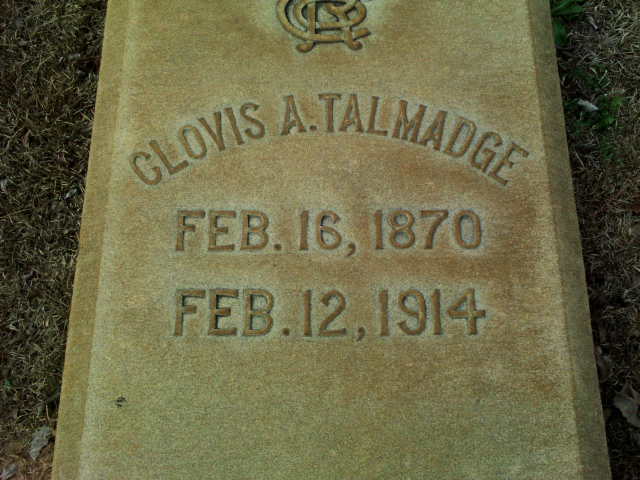 CLOVIS A. TALMADGE
FEB. 16, 1870
FEB. 12, 1914